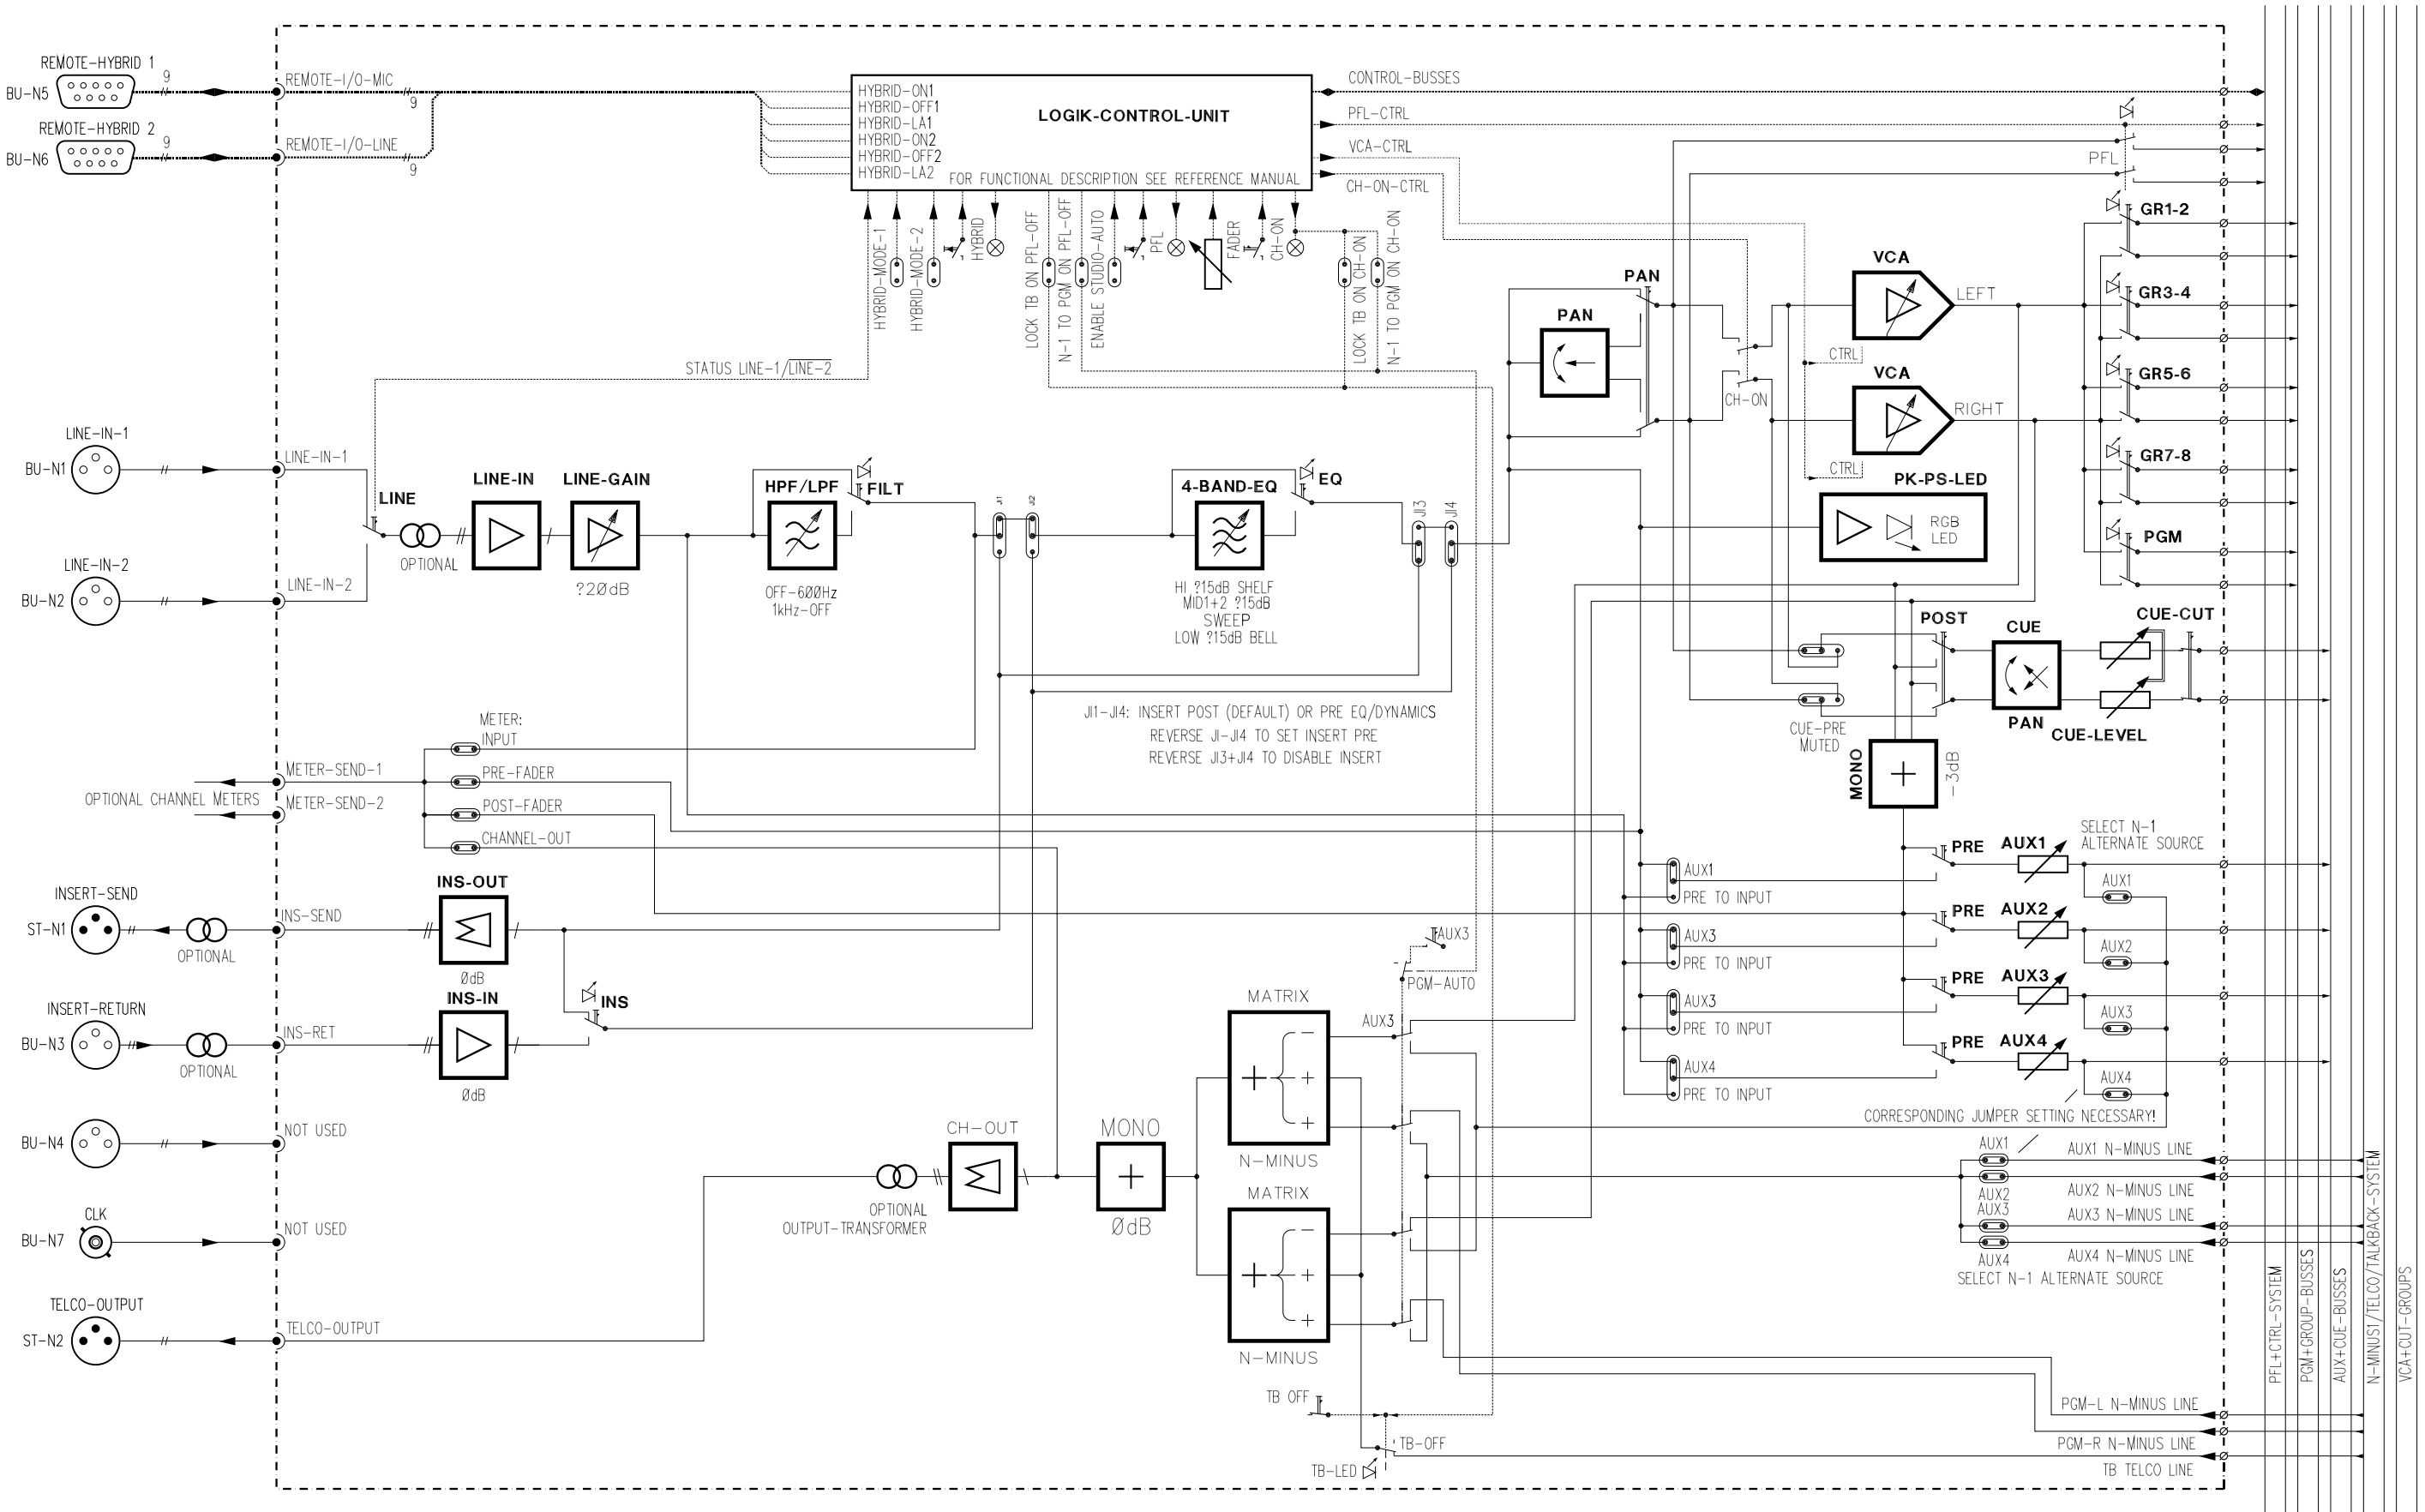 REMOTE-HYBRID 1
BU-N5
9
REMOTE-I/O-MIC
9
REMOTE-HYBRID 2
BU-N6
9
REMOTE-I/O-LINE
9
HYBRID-ON1
HYBRID-OFF1
HYBRID-LA1
HYBRID-ON2
HYBRID-OFF2
HYBRID-LA2
LOGIK-CONTROL-UNIT
FOR FUNCTIONAL DESCRIPTION SEE REFERENCE MANUAL
CONTROL-BUSSES
PFL-CTRL
VCA-CTRL
CH-ON-CTRL
PFL
HYBRID-MODE-1
HYBRID-MODE-2
HYBRID
LOCK TB ON PFL-OFF
N-1 TO PGM ON PFL-OFF
ENABLE STUDIO-AUTO
PFL
FADER
CH-ON
LOCK TB ON CH-ON
N-1 TO PGM ON CH-ON
STATUS LINE-1/LINE-2
PAN
PAN
CH-ON
VCA
LEFT
CTRL
VCA
RIGHT
CTRL
PK-PS-LED
RGB
LED
GR1-2
GR3-4
GR5-6
GR7-8
PGM
LINE-IN-1
BU-N1
LINE-IN-1
LINE-IN-2
BU-N2
LINE-IN-2
LINE
OPTIONAL
LINE-IN
LINE-GAIN
?20dB
HPF/LPF
FILT
OFF-600Hz
1kHz-OFF
J1
JI2
4-BAND-EQ
EQ
HI ?15dB SHELF
MID1+2 ?15dB
SWEEP
LOW ?15dB BELL
JI3
JI4
JI1-JI4: INSERT POST (DEFAULT) OR PRE EQ/DYNAMICS
REVERSE JI-JI4 TO SET INSERT PRE
REVERSE JI3+JI4 TO DISABLE INSERT
POST
CUE
PAN
CUE-CUT
CUE-LEVEL
CUE-PRE
MUTED
MONO
-3dB
METER:
INPUT
PRE-FADER
POST-FADER
CHANNEL-OUT
METER-SEND-1
OPTIONAL CHANNEL METERS
METER-SEND-2
INSERT-SEND
ST-N1
OPTIONAL
INS-SEND
INS-OUT
0dB
INSERT-RETURN
BU-N3
OPTIONAL
INS-RET
INS-IN
0dB
INS
BU-N4
NOT USED
CLK
BU-N7
NOT USED
TELCO-OUTPUT
ST-N2
TELCO-OUTPUT
OPTIONAL
OUTPUT-TRANSFORMER
CH-OUT
MONO
0dB
MATRIX
N-MINUS
MATRIX
N-MINUS
AUX3
PGM-AUTO
AUX3
TB OFF
TB-OFF
TB-LED
AUX1
PRE TO INPUT
AUX3
PRE TO INPUT
AUX3
PRE TO INPUT
AUX4
PRE TO INPUT
PRE
AUX1
PRE
AUX2
PRE
AUX3
PRE
AUX4
SELECT N-1
ALTERNATE SOURCE
AUX1
AUX2
AUX3
AUX4
CORRESPONDING JUMPER SETTING NECESSARY!
AUX1
AUX2
AUX3
AUX4
SELECT N-1 ALTERNATE SOURCE
AUX1 N-MINUS LINE
AUX2 N-MINUS LINE
AUX3 N-MINUS LINE
AUX4 N-MINUS LINE
PGM-L N-MINUS LINE
PGM-R N-MINUS LINE
TB TELCO LINE
PFL+CTRL-SYSTEM
PGM+GROUP-BUSSES
AUX+CUE-BUSSES
N-MINUS1/TELCO/TALKBACK-SYSTEM
VCA+CUT-GROUPS